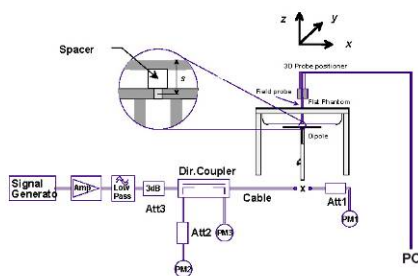 z
y
x
Spacer
s
3D Probe positioner
Field probe
Flat Phantom
Dipole
Signal
Generato
Amp
Low
Pass
3dB
Att3
Dir.Coupler
Cable
x
Att1
PM1
Att2
PM3
PM2
PC